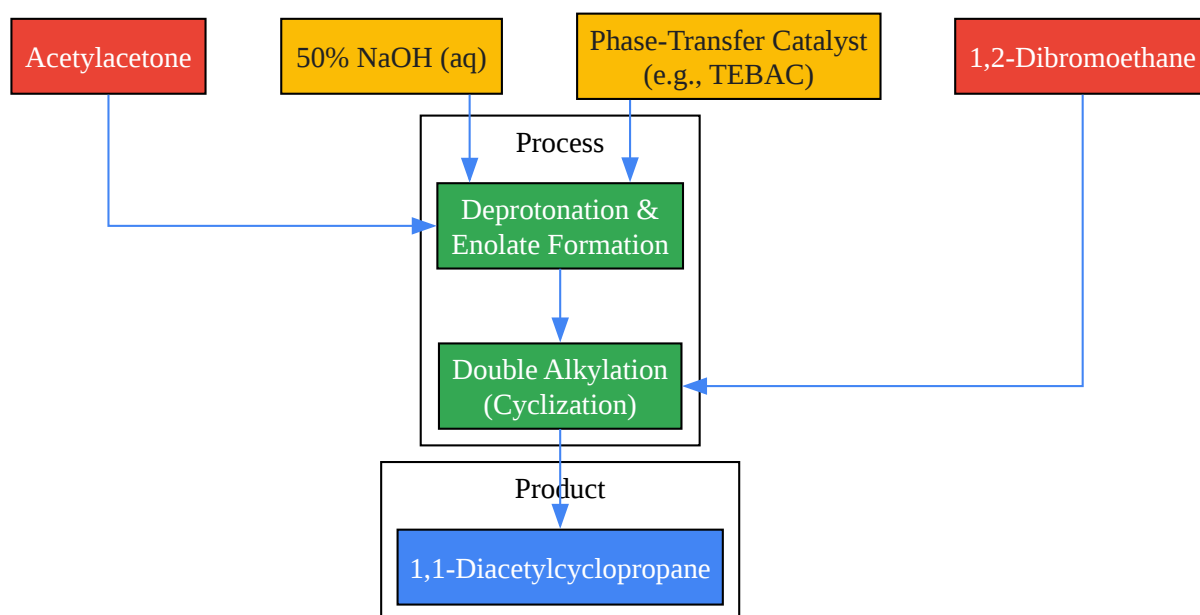 Acetylacetone
50% NaOH (aq)
Phase-Transfer Catalyst
(e.g., TEBAC)
1,2-Dibromoethane
Process
Deprotonation &
Enolate Formation
Double Alkylation
(Cyclization)
Product
1,1-Diacetylcyclopropane